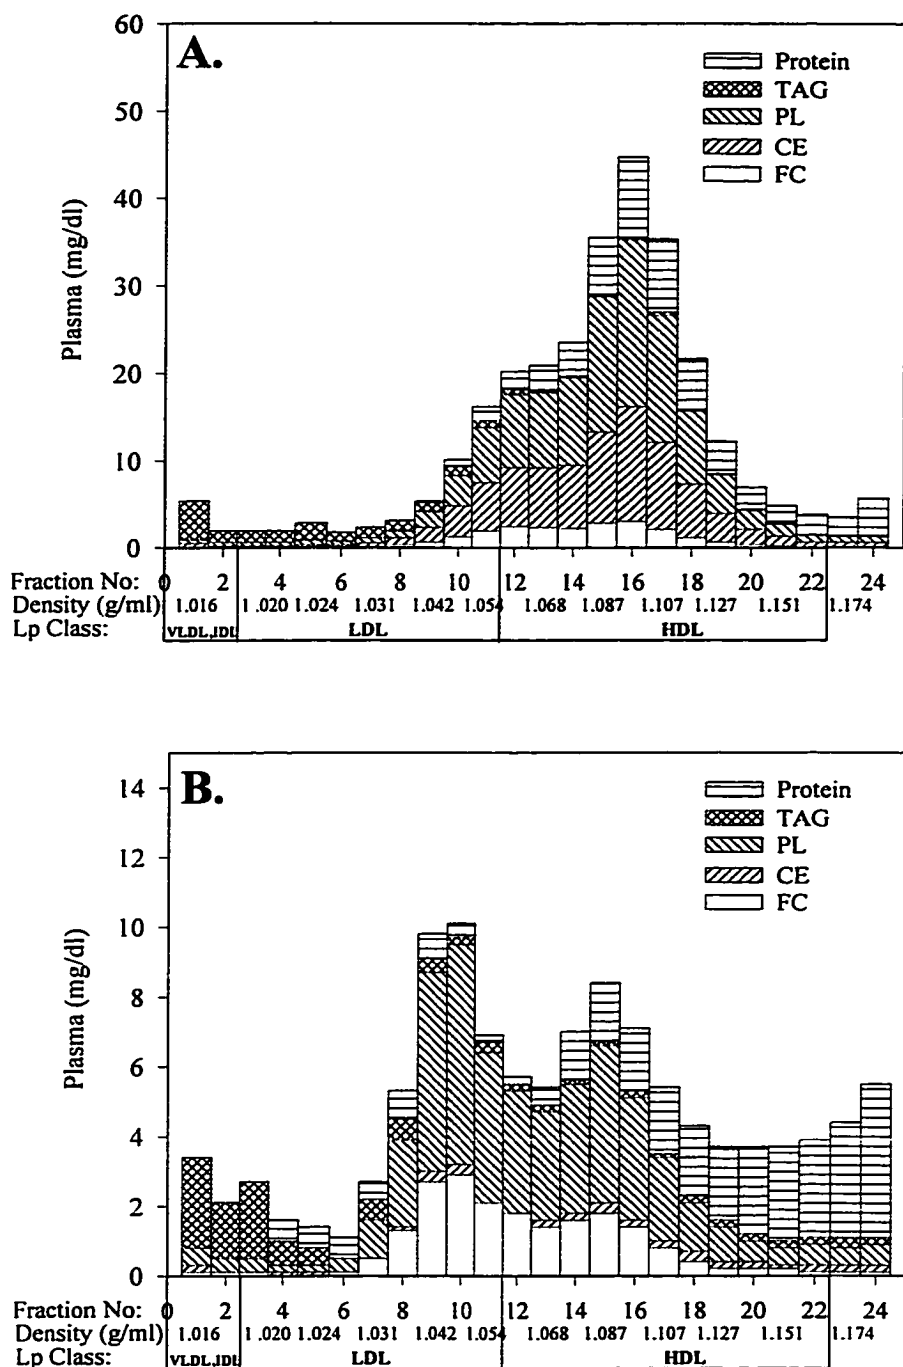 A.
Protein
TAG
PL
CE
FC
60
50
40
30
20
10
0
Plasma (mg/dl)
Fraction No: 0 2 4 6 8 10 12 14 16 18 20 22 24
Density (g/ml) 1.016 1.020 1.024 1.031 1.042 1.054 1.068 1.087 1.107 1.127 1.151 1.174
Lp Class: VLDL,IDL LDL HDL
B.
Protein
TAG
PL
CE
FC
14
12
10
8
6
4
2
0
Plasma (mg/dl)
Fraction No: 0 2 4 6 8 10 12 14 16 18 20 22 24
Density (g/ml) 1.016 1.020 1.024 1.031 1.042 1.054 1.068 1.087 1.107 1.127 1.151 1.174
Lp Class: VLDL,IDL LDL HDL